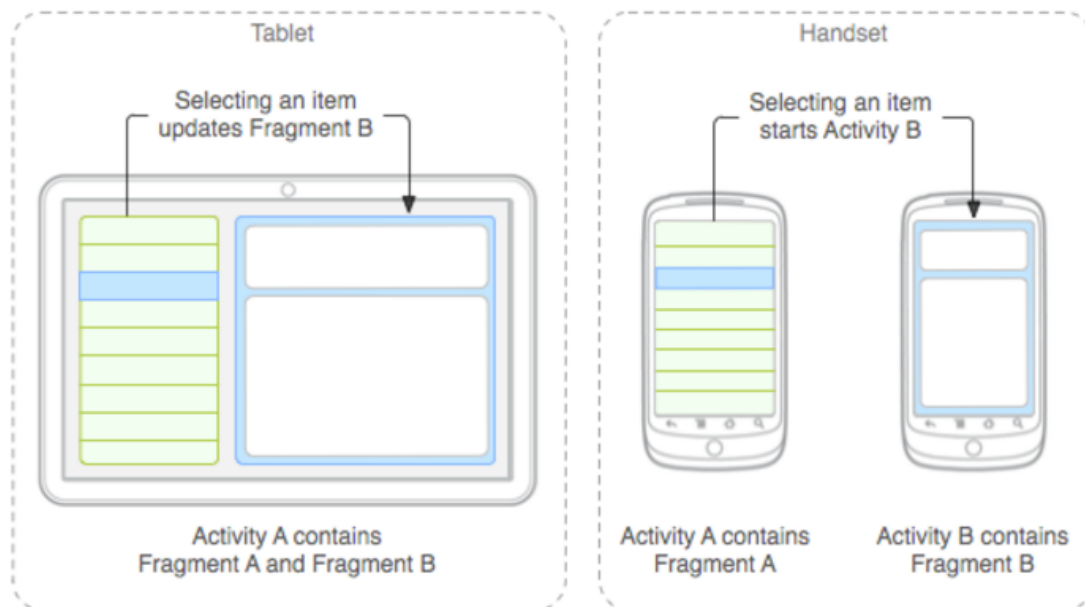 Tablet
Selecting an item
updates Fragment B
Activity A contains
Fragment A and Fragment B
Handset
Selecting an item
starts Activity B
Activity A contains
Fragment A
Activity B contains
Fragment B